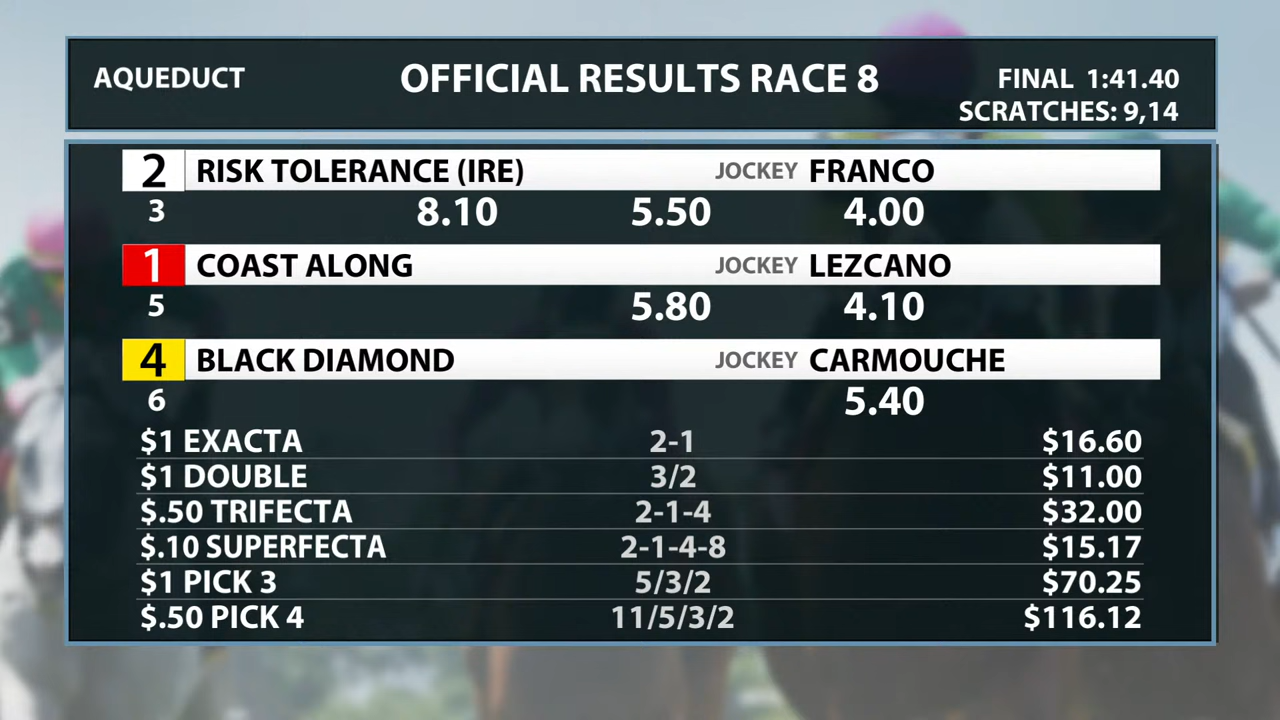 AQUEDUCT OFFICIAL RESULTS RACE 8 FINAL 1:41.40
SCRATCHES: 9,14
2 RISK TOLERANCE (IRE) JOCKEY FRANCO
3 8.10 5.50 4.00
1 COAST ALONG JOCKEY LEZCANO
5 5.80 4.10
4 BLACK DIAMOND JOCKEY CARMOUCHE
6 5.40
$1 EXACTA 2-1 $16.60
$1 DOUBLE 3/2 $11.00
$.50 TRIFECTA 2-1-4 $32.00
$.10 SUPERFECTA 2-1-4-8 $15.17
$1 PICK 3 5/3/2 $70.25
$.50 PICK 4 11/5/3/2 $116.12